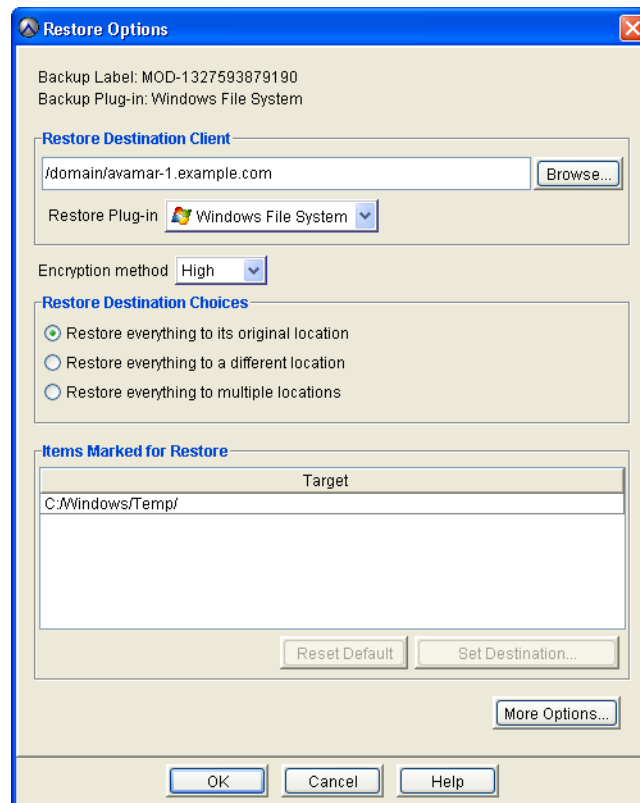 Restore Options
Backup Label: MOD-1327593879190
Backup Plug-in: Windows File System
Restore Destination Client
/domain/avamar-1.example.com
Browse...
Restore Plug-in Windows File System
Encryption method High
Restore Destination Choices
Restore everything to its original location
Restore everything to a different location
Restore everything to multiple locations
Items Marked for Restore
Target
C:/Windows/Temp/
Reset Default Set Destination...
More Options...
OK Cancel Help